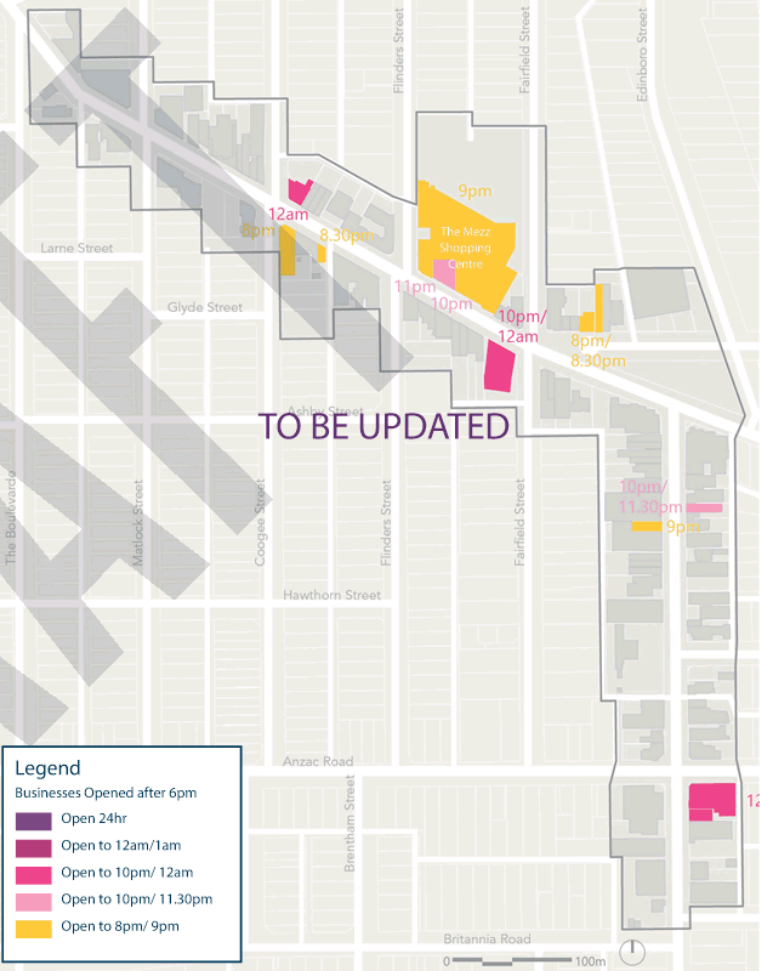 Flinders Street
Fairfield Street
Edinboro Street
9pm
12am
8pm
8.30pm
The Mezz
Shopping
Centre
Larne Street
11pm
10pm
Glyde Street
10pm/
12am
8pm/
8.30pm
Ashby Street
TO BE UPDATED
The Boulevarde
Matlock Street
Coogee Street
Flinders Street
Fairfield Street
10pm/
11.30pm
9pm
Hawthorn Street
Anzac Road
Brentham Street
12
Legend
Businesses Opened after 6pm
Open 24hr
Open to 12am/1am
Open to 10pm/ 12am
Open to 10pm/ 11.30pm
Open to 8pm/ 9pm
Britannia Road
0 100m